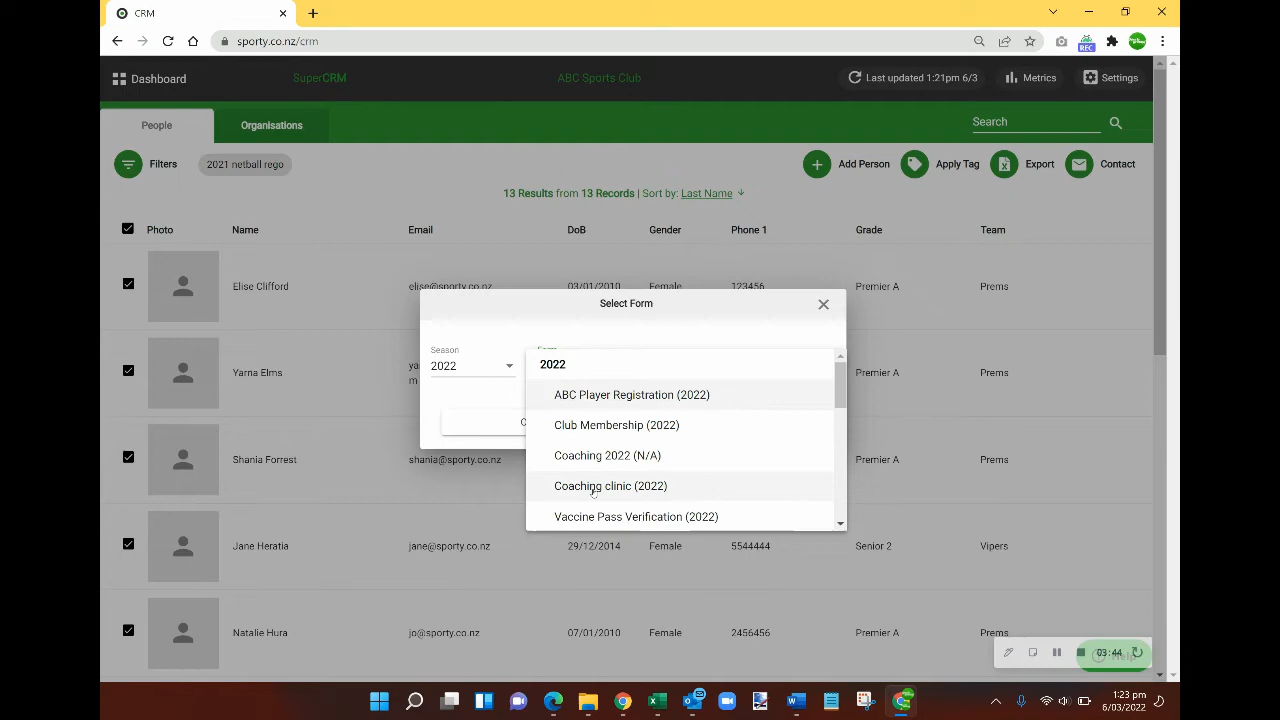 CRM
sporty.co.nz/crm
REC
Dashboard
SuperCRM
ABC Sports Club
Last updated 1:21pm 6/3
Metrics
Settings
People
Organisations
Search
Filters
2021 netball rego
Add Person
Apply Tag
Export
Contact
13 Results from 13 Records | Sort by: Last Name
Photo
Name
Email
DoB
Gender
Phone 1
Grade
Team
Elise Clifford
elise@sporty.co.nz
03/01/2010
Female
123456
Premier A
Prems
Select Form
Season
2022
2022
ABC Player Registration (2022)
Club Membership (2022)
Coaching 2022 (N/A)
Coaching clinic (2022)
Vaccine Pass Verification (2022)
Yarna Elms
Premier A
Prems
Shania Forrest
shania@sporty.co.nz
Premier A
Prems
Jane Heratia
jane@sporty.co.nz
29/12/2014
Female
5544444
Senior 2
Vipers
Natalie Hura
jo@sporty.co.nz
07/01/2010
Female
2456456
Premier A
Prems
03:44
Help
1:23 pm
6/03/2022